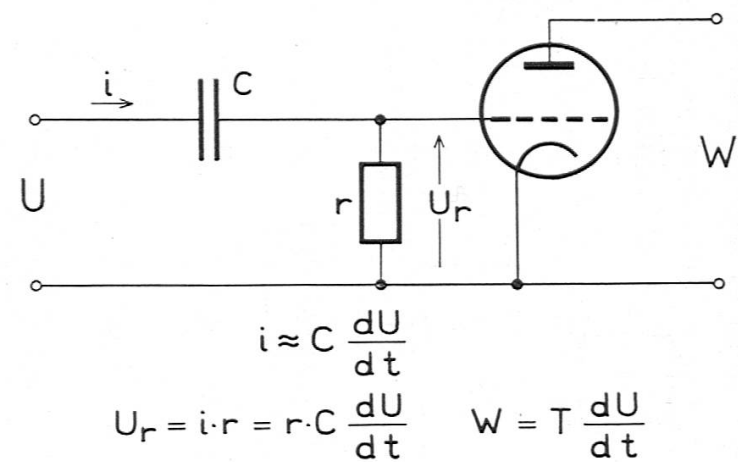 i
C
U
r
Uᵣ
W
i ≈ C dU/dt
Uᵣ = i·r = r·C dU/dt
W = T dU/dt